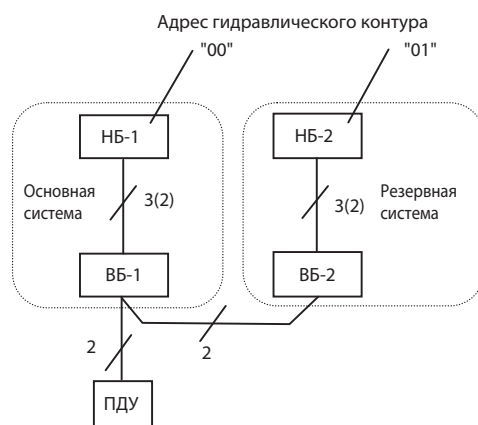 Адрес гидравлического контура
"00" "01"
НБ-1 НБ-2
Основная
система
3(2) 3(2)
Резервная
система
ВБ-1 ВБ-2
2 2
ПДУ